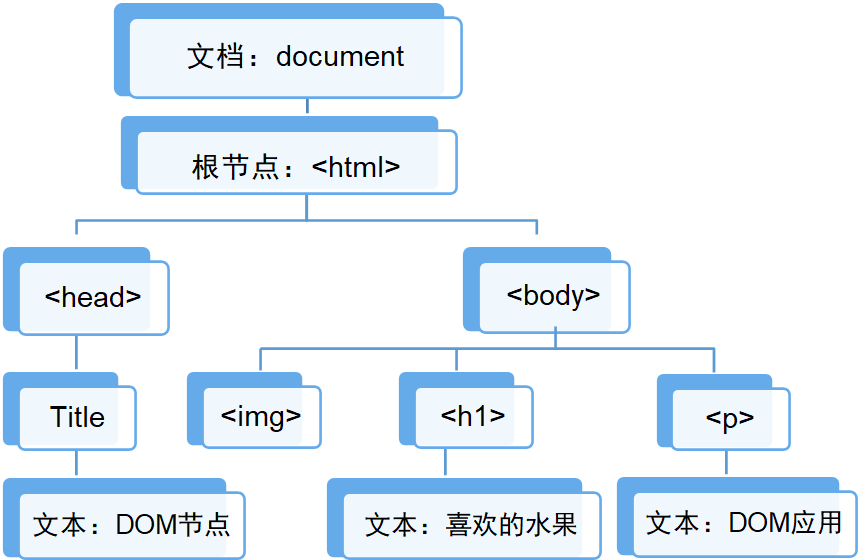 文档：document
根节点：<html>
<head>
<body>
Title
<img>
<h1>
<p>
文本：DOM节点
文本：喜欢的水果
文本：DOM应用